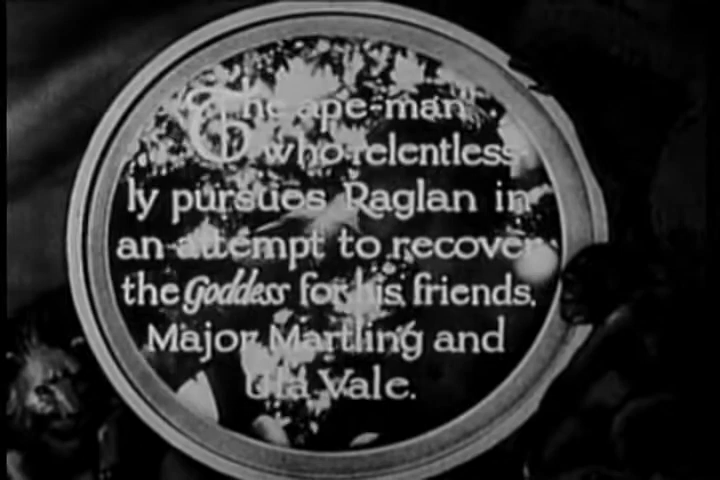 The ape-man
who relentless-
ly pursues Raglan in
an attempt to recover
the Goddess for his friends,
Major Martling and
Ula Vale.